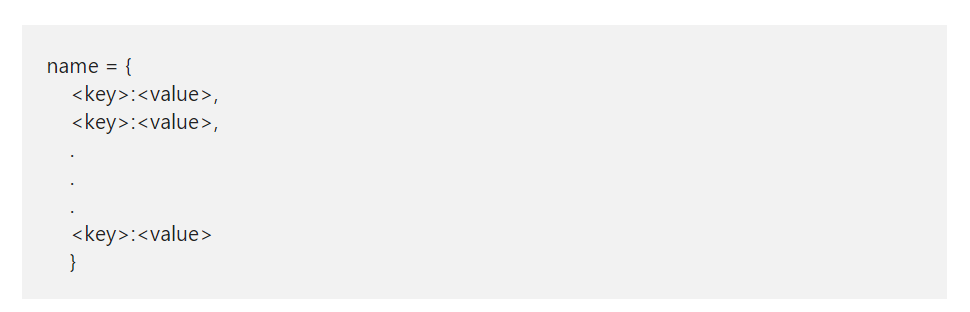 name = {
<key>:<value>,
<key>:<value>,
.
.
.
<key>:<value>
}